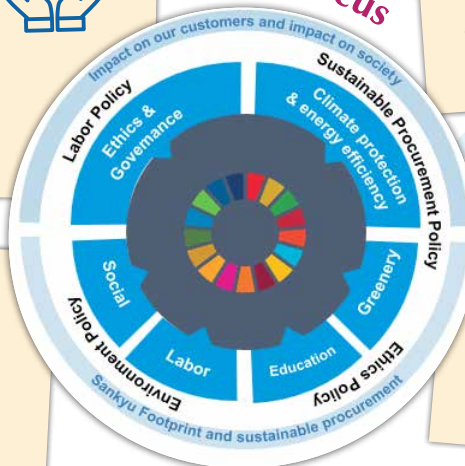 cus
Impact on our customers and impact on society
Labor Policy
Sustainable Procurement Policy
Ethics &
Governance
Climate protection
& energy efficiency
Social
Greenery
Labor
Education
Environment Policy
Ethics Policy
Sankyu Footprint and sustainable procurement